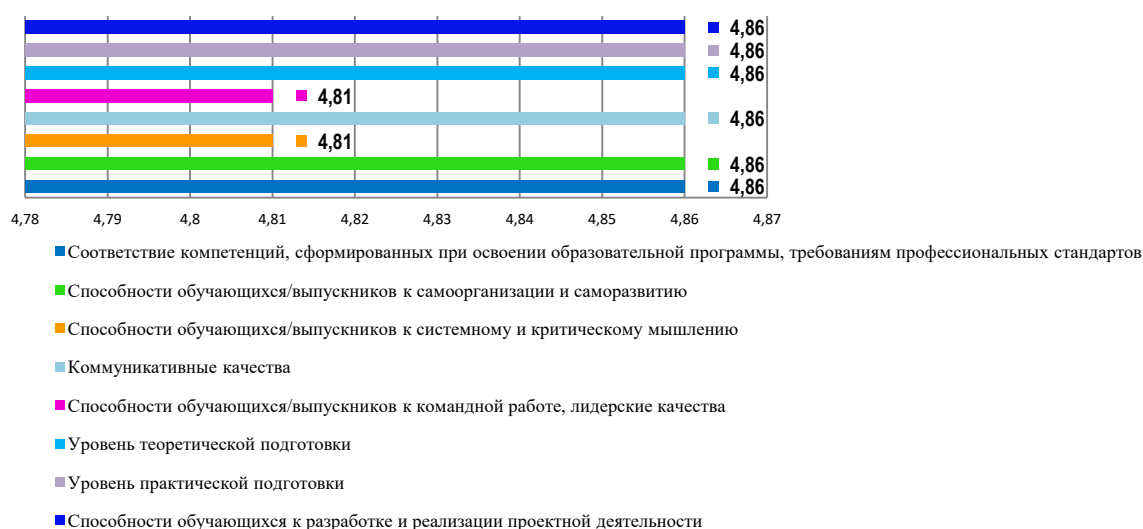 4,86
4,86
4,86
4,81
4,86
4,81
4,86
4,86
4,78 4,79 4,8 4,81 4,82 4,83 4,84 4,85 4,86 4,87
Соответствие компетенций, сформированных при освоении образовательной программы, требованиям профессиональных стандартов
Способности обучающихся/выпускников к самоорганизации и саморазвитию
Способности обучающихся/выпускников к системному и критическому мышлению
Коммуникативные качества
Способности обучающихся/выпускников к командной работе, лидерские качества
Уровень теоретической подготовки
Уровень практической подготовки
Способности обучающихся к разработке и реализации проектной деятельности